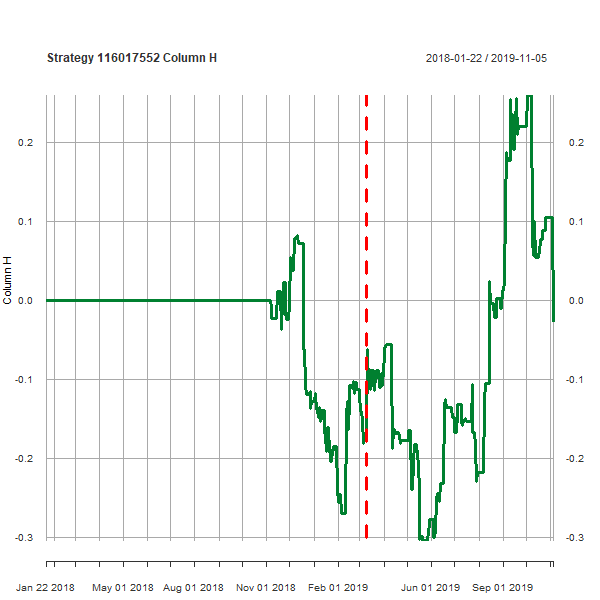 Strategy 116017552 Column H
2018-01-22 / 2019-11-05
0.2 0.2
0.1 0.1
0.0 0.0
-0.1 -0.1
-0.2 -0.2
-0.3 -0.3
Column H
Jan 22 2018 May 01 2018 Aug 01 2018 Nov 01 2018 Feb 01 2019 Jun 01 2019 Sep 01 2019